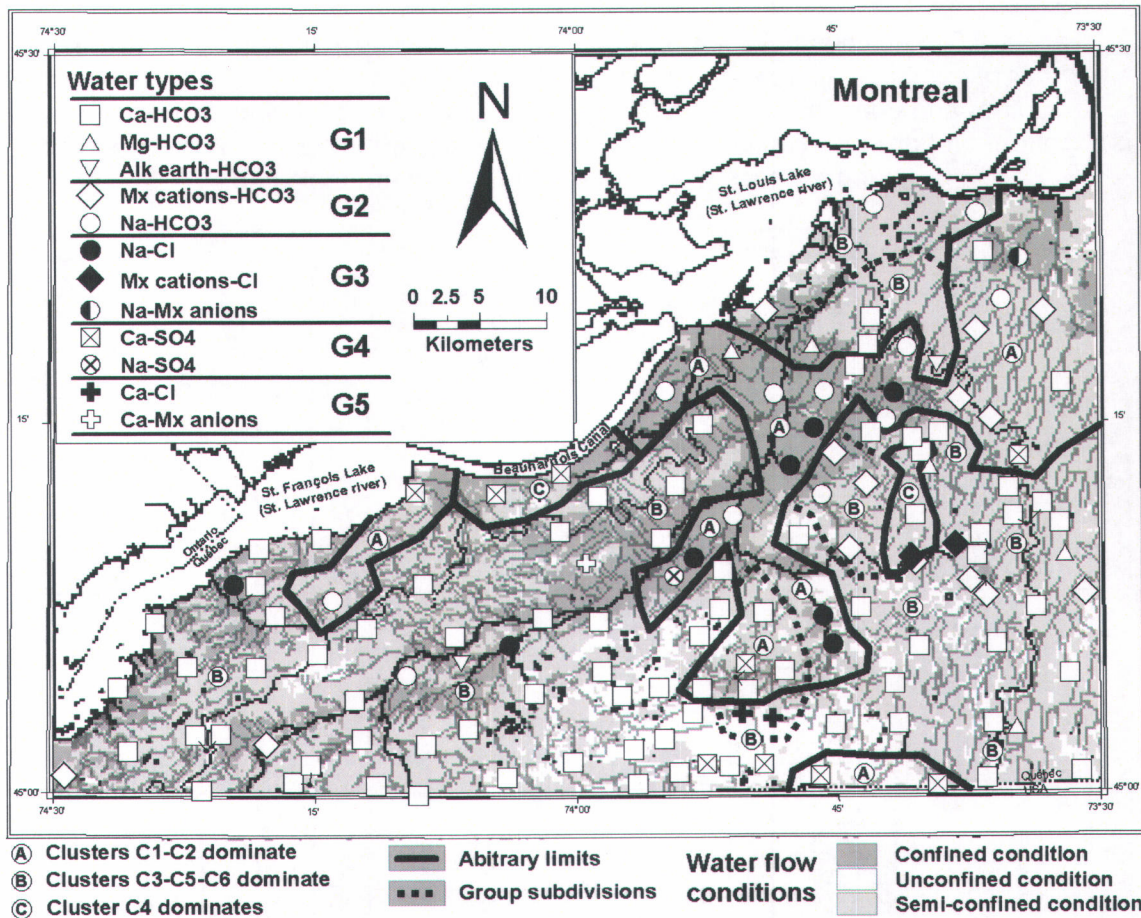 74°30' 15' 74°00' 45' 73°30'
45°30' 45°30'
Water types
Ca-HCO3
Mg-HCO3
Alk earth-HCO3
G1
Mx cations-HCO3
Na-HCO3
G2
Na-Cl
Mx cations-Cl
Na-Mx anions
G3
Ca-SO4
Na-SO4
G4
Ca-Cl
Ca-Mx anions
G5
N
0 2.5 5 10
Kilometers
Montreal
St. Louis Lake
(St. Lawrence river)
B
B
A
A
15' 15'
A
Beauharnois Canal
St. François Lake
(St. Lawrence river)
Ontario
Québec
B
C
C
B
B
A
A
B
A
B
A
B
B
B
B
A
Québec
USA
45°00' 45°00'
74°30' 15' 74°00' 45' 73°30'
A Clusters C1-C2 dominate
B Clusters C3-C5-C6 dominate
C Cluster C4 dominates
Abitrary limits
Group subdivisions
Water flow
conditions
Confined condition
Unconfined condition
Semi-confined condition